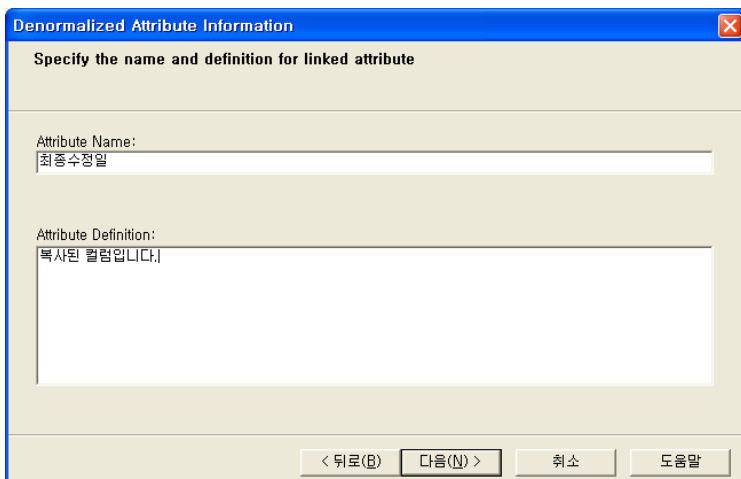 Denormalized Attribute Information
Specify the name and definition for linked attribute
Attribute Name:
최종수정일
Attribute Definition:
복사된 컬럼입니다.
< 뒤로(B) 다음(N) > 취소 도움말